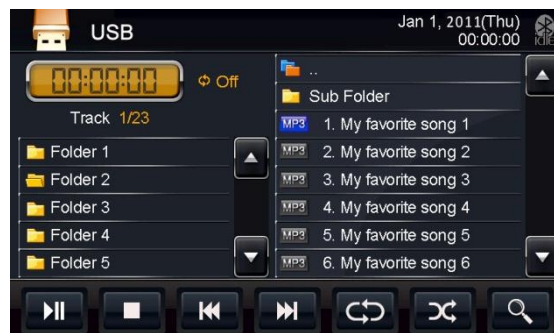 USB
Jan 1, 2011(Thu)
00:00:00
00:00:00
Off
Track 1/23
Folder 1
Folder 2
Folder 3
Folder 4
Folder 5
..
Sub Folder
MP3 1. My favorite song 1
MP3 2. My favorite song 2
MP3 3. My favorite song 3
MP3 4. My favorite song 4
MP3 5. My favorite song 5
MP3 6. My favorite song 6